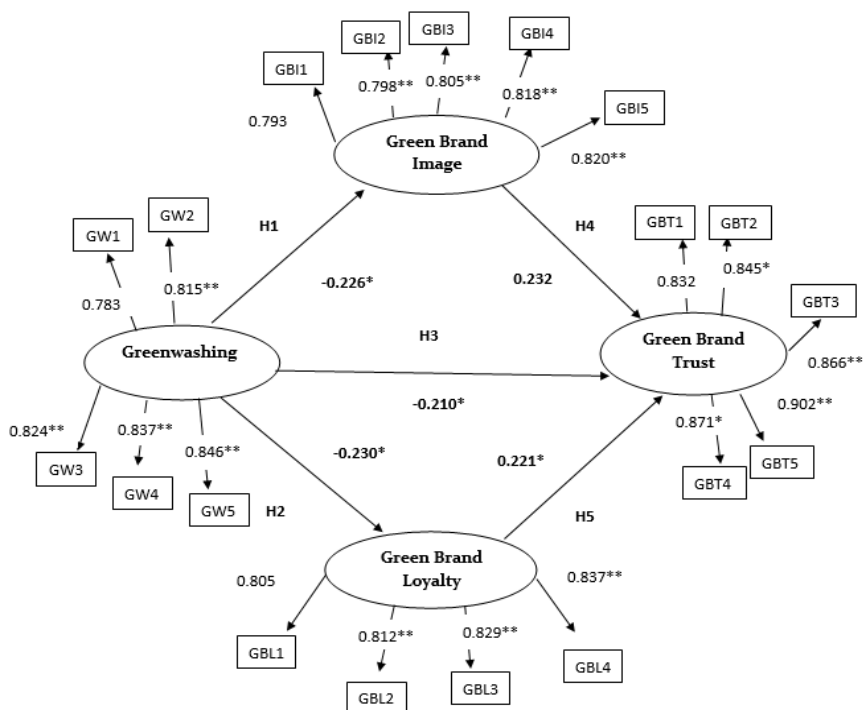 GBI2
GBI3
GBI4
GBI1
0.798**
0.805**
0.818**
0.793
GBI5
Green Brand
Image
0.820**
GW2
GW1
H1
H4
GBT1
GBT2
0.815**
0.783
-0.226*
0.232
0.832
0.845*
GBT3
H3
Greenwashing
Green Brand
Trust
0.866**
-0.210*
0.902**
0.824**
0.837**
0.846**
-0.230*
0.221*
0.871*
GW3
GW4
GW5
GBT4
GBT5
H2
H5
Green Brand
Loyalty
0.805
0.837**
0.812**
0.829**
GBL1
GBL2
GBL3
GBL4